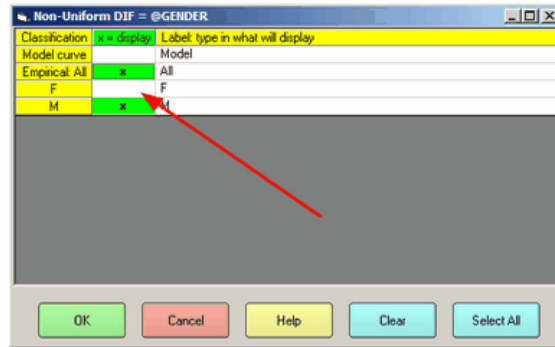 Non-Uniform DIF = @GENDER
Classification x = display Label: type in what will display
Model curve Model
Empirical: All x All
F F
M x M
OK Cancel Help Clear Select All